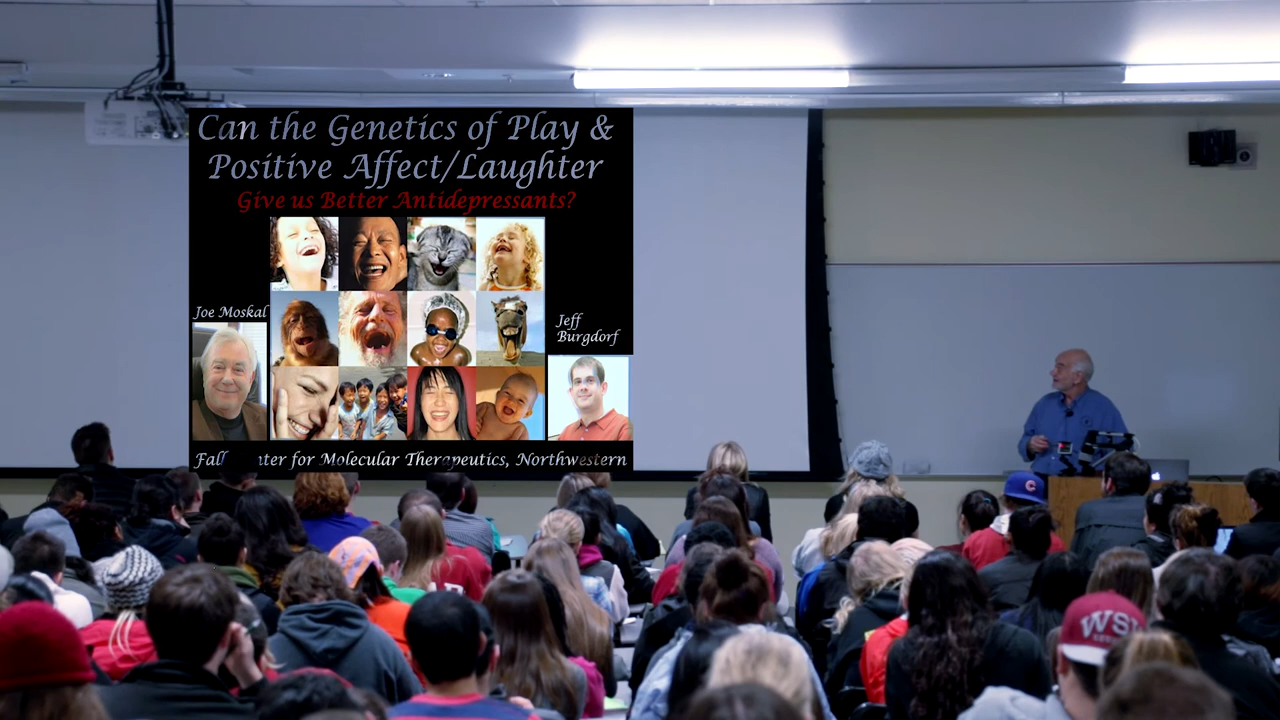 Can the Genetics of Play &
Positive Affect/Laughter
Give us Better Antidepressants?
Joe Moskal
Jeff
Burgdorf
for Molecular Therapeutics, Northwestern
C
WSU